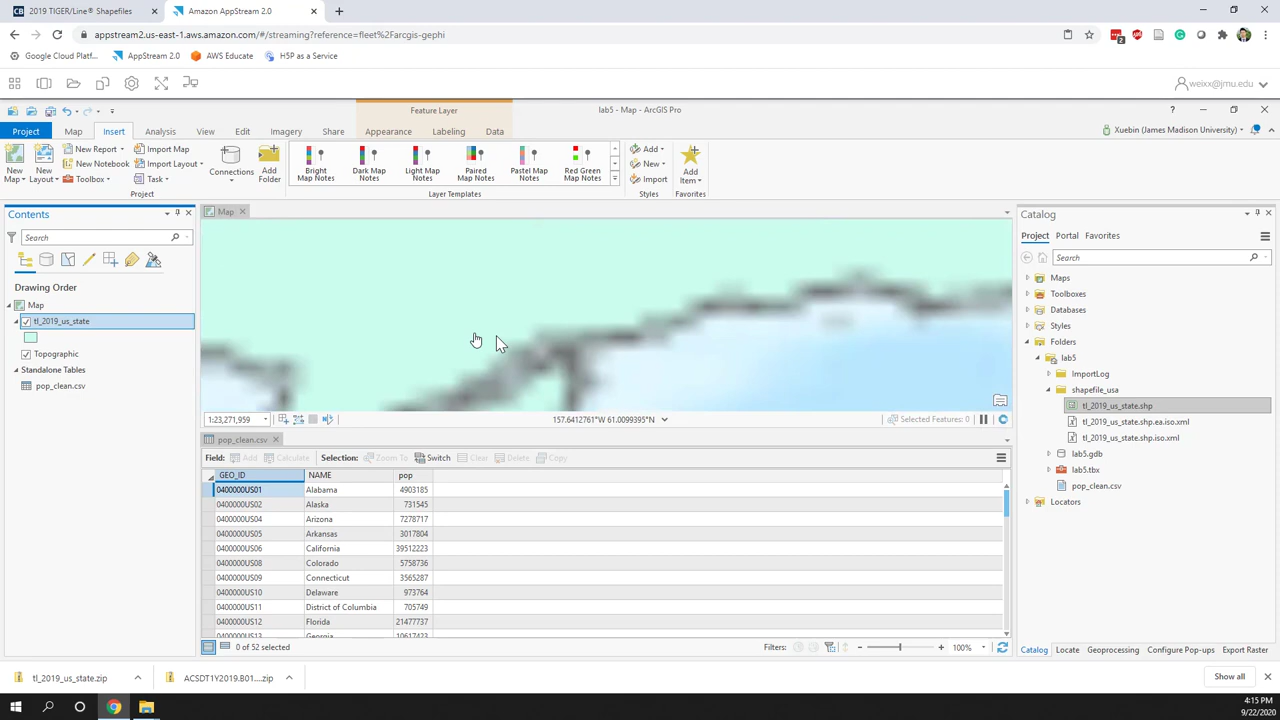 2019 TIGER/Line® Shapefiles
Amazon AppStream 2.0
appstream2.us-east-1.aws.amazon.com/#/streaming?reference=fleet%2Farcgis-gephi
Google Cloud Platf...
AppStream 2.0
AWS Educate
H5P as a Service
weixx@jmu.edu
Feature Layer
lab5 - Map - ArcGIS Pro
Project
Map
Insert
Analysis
View
Edit
Imagery
Share
Appearance
Labeling
Data
Xuebin (James Madison University)
New Map
New Layout
New Report
New Notebook
Toolbox
Import Map
Import Layout
Task
Project
Connections
Add Folder
Bright Map Notes
Dark Map Notes
Light Map Notes
Paired Map Notes
Pastel Map Notes
Red Green Map Notes
Layer Templates
Add
New
Import
Styles
Add Item
Favorites
Contents
Search
Drawing Order
Map
tl_2019_us_state
Topographic
Standalone Tables
pop_clean.csv
Map
1:23,271,959
157.6412761°W 61.0099395°N
Selected Features: 0
pop_clean.csv
Field: Add Calculate Selection: Zoom To Switch Clear Delete Copy
GEO_ID NAME pop
0400000US01 Alabama 4903185
0400000US02 Alaska 731545
0400000US04 Arizona 7278717
0400000US05 Arkansas 3017804
0400000US06 California 39512223
0400000US08 Colorado 5758736
0400000US09 Connecticut 3565287
0400000US10 Delaware 973764
0400000US11 District of Columbia 705749
0400000US12 Florida 21477737
0400000US13 Georgia 10617423
0 of 52 selected
Filters:
100%
Catalog
Project Portal Favorites
Search
Maps
Toolboxes
Databases
Styles
Folders
lab5
ImportLog
shapefile_usa
tl_2019_us_state.shp
tl_2019_us_state.shp.ea.iso.xml
tl_2019_us_state.shp.iso.xml
lab5.gdb
lab5.tbx
pop_clean.csv
Locators
Catalog Locate Geoprocessing Configure Pop-ups Export Raster
tl_2019_us_state.zip
ACSDT1Y2019.B01....zip
Show all
4:15 PM
9/22/2020